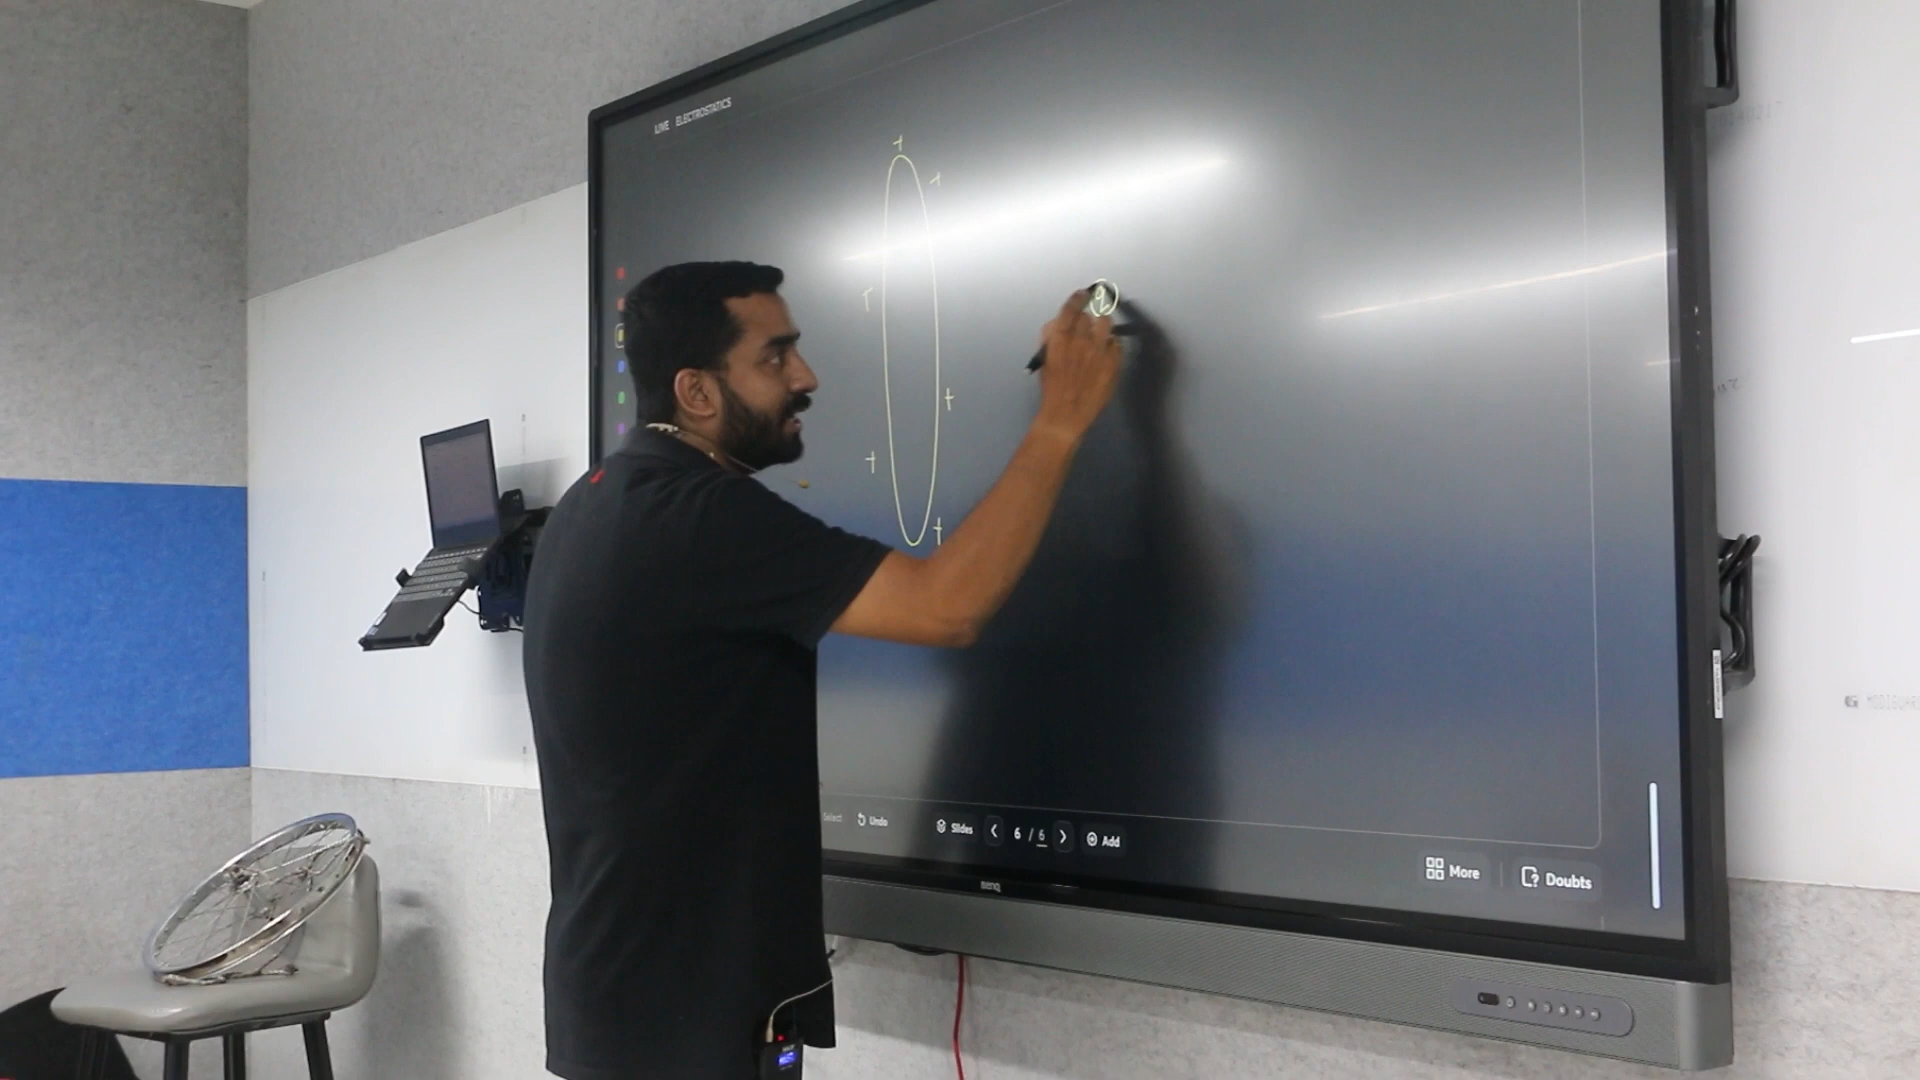 LIVE ELECTROSTATICS
+
+
+
+
+
+
q
Select Undo Slides 6 / 6 Add
More Doubts
BenQ